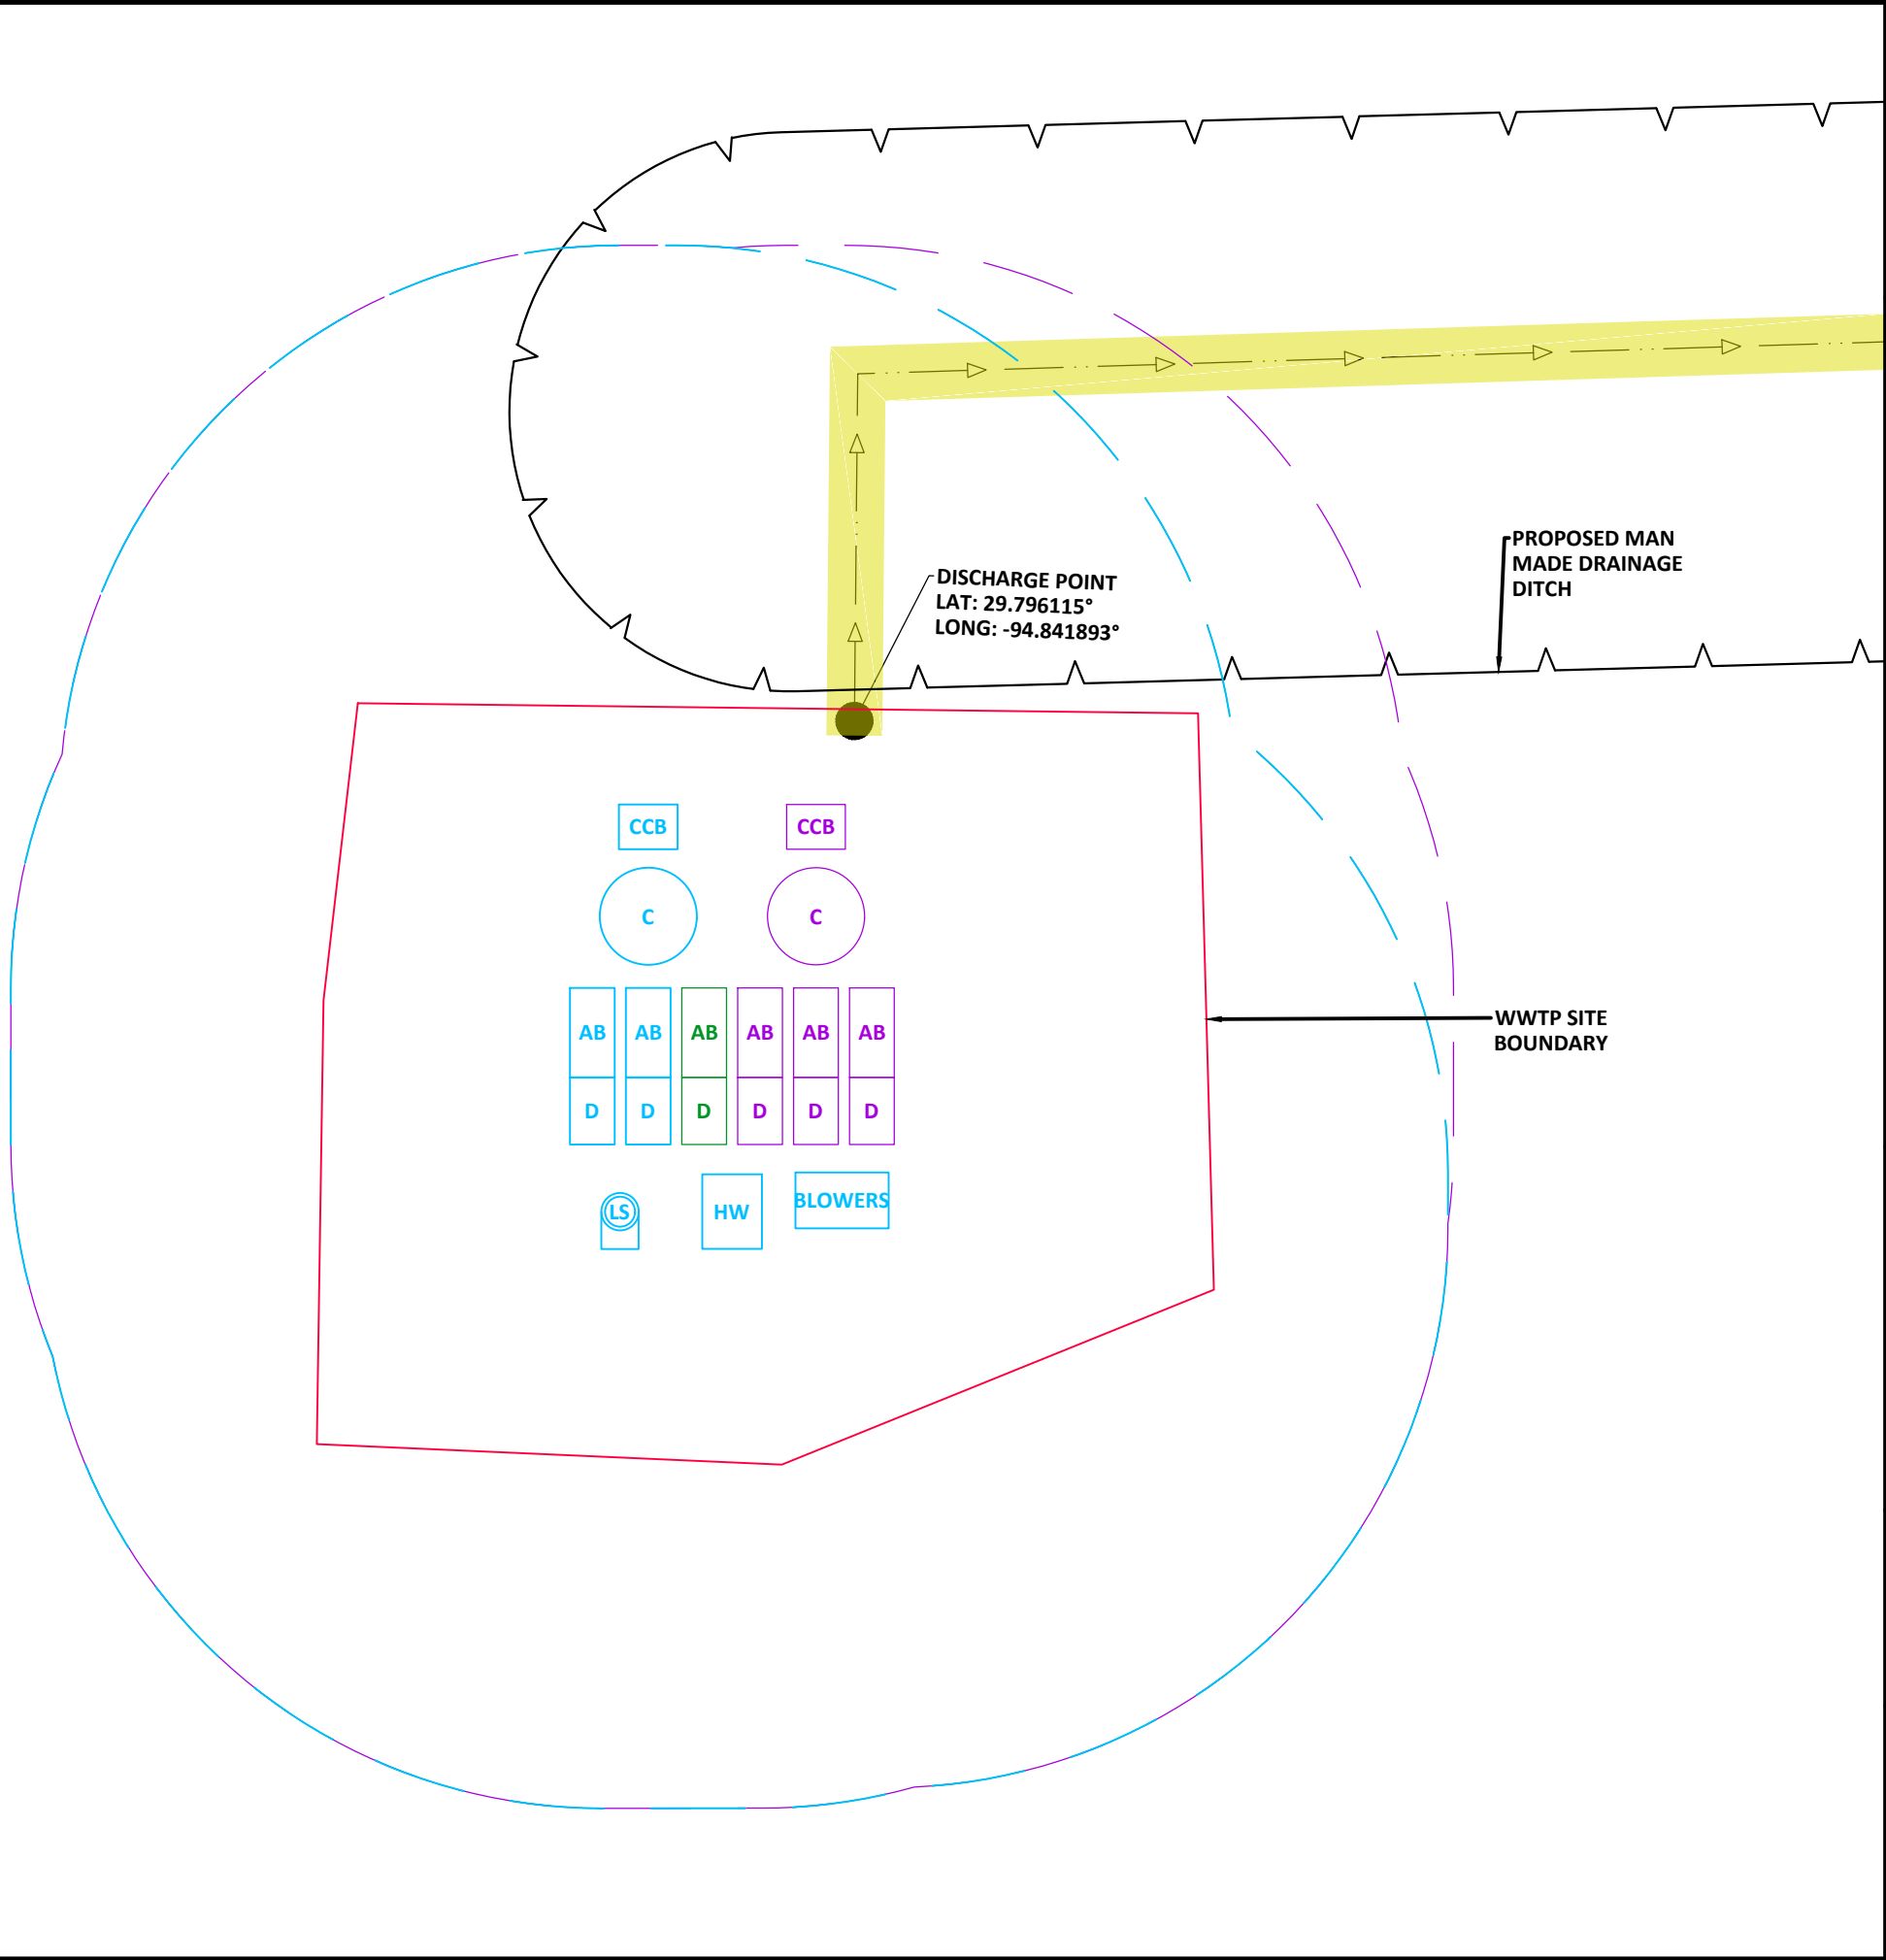 PROPOSED MAN
MADE DRAINAGE
DITCH
DISCHARGE POINT
LAT: 29.796115°
LONG: -94.841893°
CCB
CCB
C
C
AB
AB
AB
AB
AB
AB
D
D
D
D
D
D
LS
HW
BLOWERS
WWTP SITE
BOUNDARY